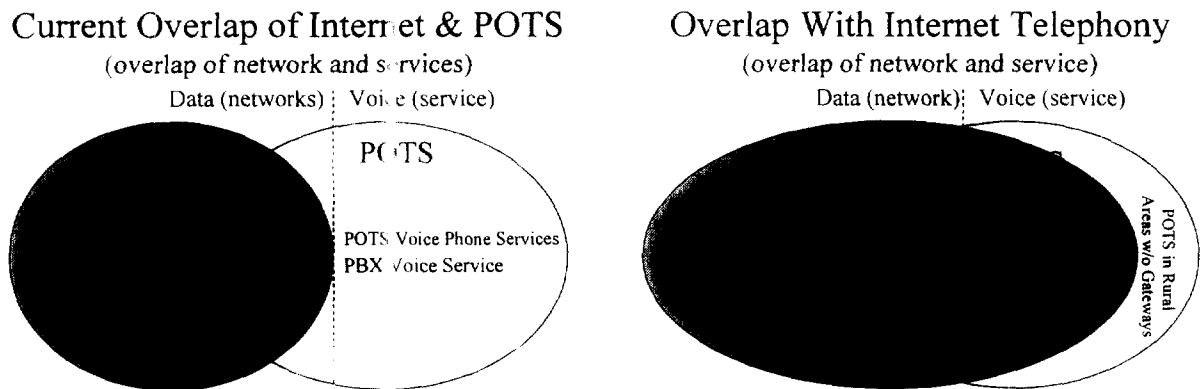 Current Overlap of Internet & POTS
(overlap of network and services)
Data (networks) Voice (service)
POTS
POTS Voice Phone Services
PBX Voice Service
Overlap With Internet Telephony
(overlap of network and service)
Data (network) Voice (service)
POTS in Rural
Areas w/o Gateways